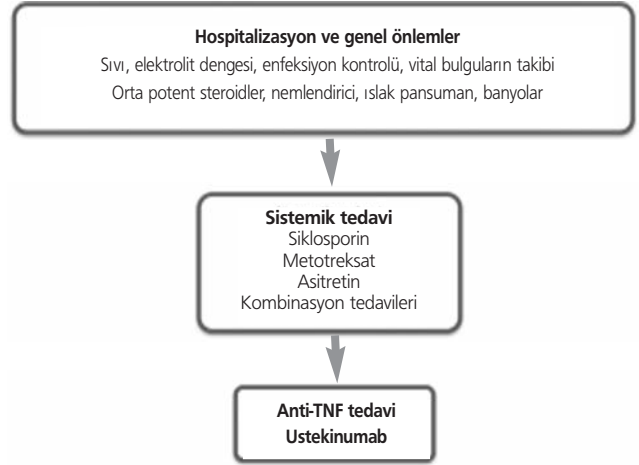 Hospitalizasyon ve genel önlemler
Sıvı, elektrolit dengesi, enfeksiyon kontrolü, vital bulguların takibi
Orta potent steroidler, nemlendirici, ıslak pansuman, banyolar
Sistemik tedavi
Siklosporin
Metotreksat
Asitretin
Kombinasyon tedavileri
Anti-TNF tedavi
Ustekinumab